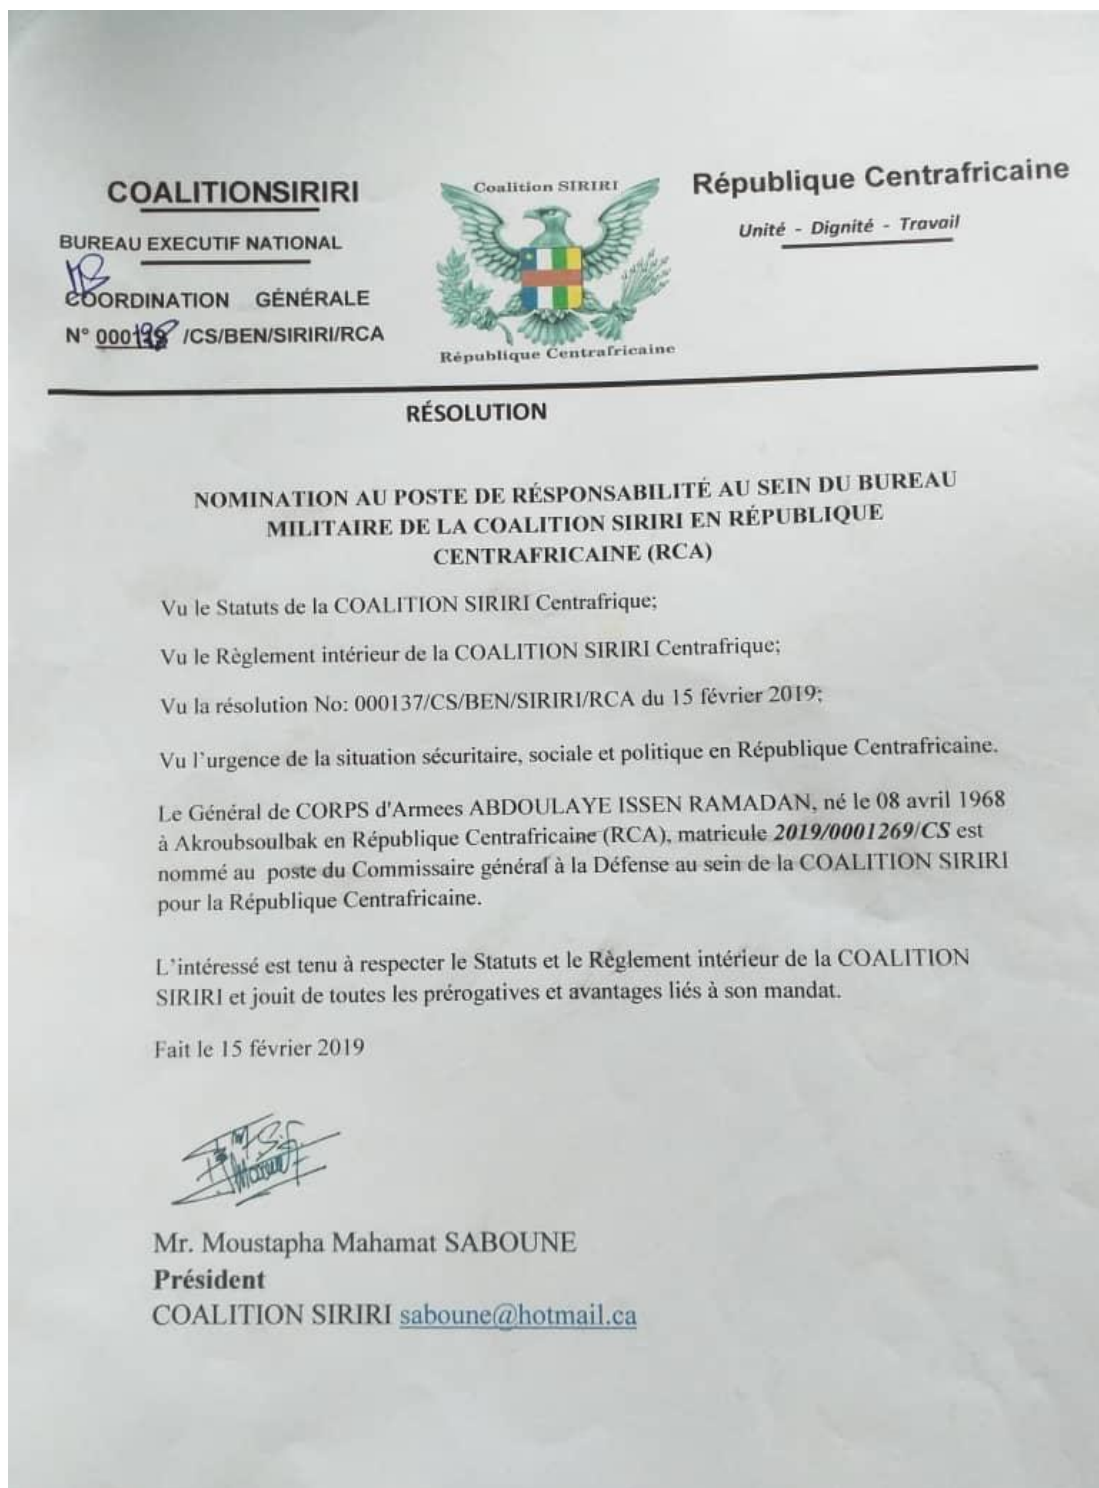 COALITIONSIRIRI
BUREAU EXECUTIF NATIONAL
COORDINATION GÉNÉRALE
N° 000138 /CS/BEN/SIRIRI/RCA
Coalition SIRIRI
République Centrafricaine
République Centrafricaine
Unité - Dignité - Travail
RÉSOLUTION
NOMINATION AU POSTE DE RÉSPONSABILITÉ AU SEIN DU BUREAU
MILITAIRE DE LA COALITION SIRIRI EN RÉPUBLIQUE
CENTRAFRICAINE (RCA)
Vu le Statuts de la COALITION SIRIRI Centrafrique;
Vu le Règlement intérieur de la COALITION SIRIRI Centrafrique;
Vu la résolution No: 000137/CS/BEN/SIRIRI/RCA du 15 février 2019;
Vu l'urgence de la situation sécuritaire, sociale et politique en République Centrafricaine.
Le Général de CORPS d'Armees ABDOULAYE ISSEN RAMADAN, né le 08 avril 1968
à Akroubsoulbak en République Centrafricaine (RCA), matricule 2019/0001269/CS est
nommé au poste du Commissaire général à la Défense au sein de la COALITION SIRIRI
pour la République Centrafricaine.
L'intéressé est tenu à respecter le Statuts et le Règlement intérieur de la COALITION
SIRIRI et jouit de toutes les prérogatives et avantages liés à son mandat.
Fait le 15 février 2019
Mr. Moustapha Mahamat SABOUNE
Président
COALITION SIRIRI saboune@hotmail.ca